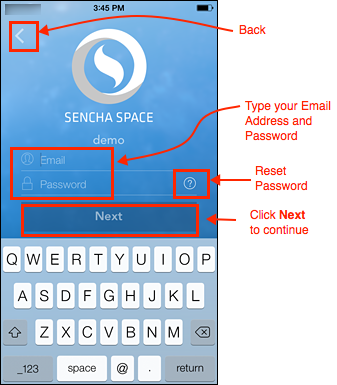 3:45 PM
Back
SENCHA SPACE
demo
Type your Email
Address and
Password
Email
Password
?
Reset
Password
Next
Click Next
to continue
Q W E R T Y U I O P
A S D F G H J K L
Z X C V B N M
_123 space @ . return